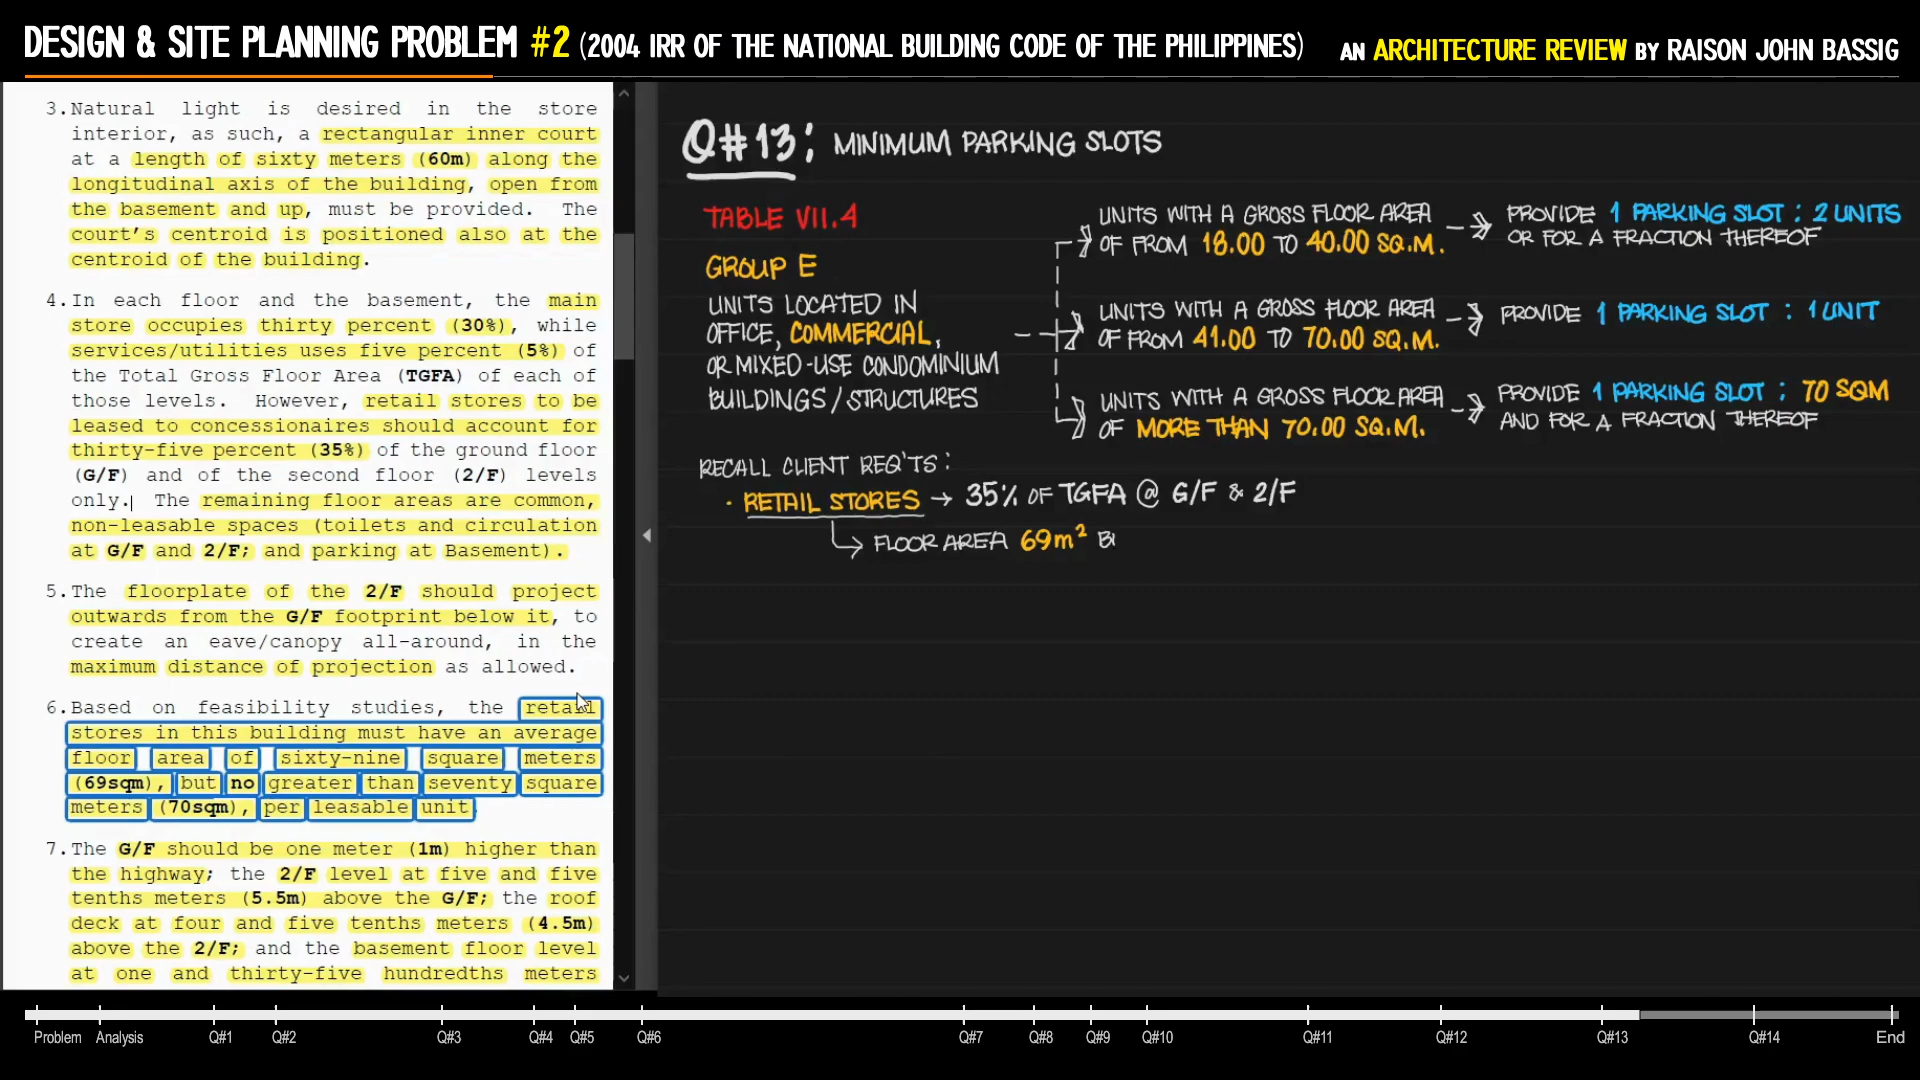 DESIGN & SITE PLANNING PROBLEM #2 (2004 IRR OF THE NATIONAL BUILDING CODE OF THE PHILIPPINES) AN ARCHITECTURE REVIEW BY RAISON JOHN BASSIG
3. Natural light is desired in the store
interior, as such, a rectangular inner court
at a length of sixty meters (60m) along the
longitudinal axis of the building, open from
the basement and up, must be provided. The
court's centroid is positioned also at the
centroid of the building.
4. In each floor and the basement, the main
store occupies thirty percent (30%), while
services/utilities uses five percent (5%) of
the Total Gross Floor Area (TGFA) of each of
those levels. However, retail stores to be
leased to concessionaires should account for
thirty-five percent (35%) of the ground floor
(G/F) and of the second floor (2/F) levels
only. The remaining floor areas are common,
non-leasable spaces (toilets and circulation
at G/F and 2/F; and parking at Basement).
5. The floorplate of the 2/F should project
outwards from the G/F footprint below it, to
create an eave/canopy all-around, in the
maximum distance of projection as allowed.
6. Based on feasibility studies, the retail
stores in this building must have an average
floor area of sixty-nine square meters
(69sqm), but no greater than seventy square
meters (70sqm), per leasable unit.
7. The G/F should be one meter (1m) higher than
the highway; the 2/F level at five and five
tenths meters (5.5m) above the G/F; the roof
deck at four and five tenths meters (4.5m)
above the 2/F; and the basement floor level
at one and thirty-five hundredths meters
Q#13: MINIMUM PARKING SLOTS
TABLE VII.4
GROUP E
UNITS LOCATED IN
OFFICE, COMMERCIAL,
OR MIXED-USE CONDOMINIUM
BUILDINGS/STRUCTURES
UNITS WITH A GROSS FLOOR AREA
OF FROM 18.00 TO 40.00 SQ.M.
PROVIDE 1 PARKING SLOT : 2 UNITS
OR FOR A FRACTION THEREOF
UNITS WITH A GROSS FLOOR AREA
OF FROM 41.00 TO 70.00 SQ.M.
PROVIDE 1 PARKING SLOT : 1 UNIT
UNITS WITH A GROSS FLOOR AREA
OF MORE THAN 70.00 SQ.M.
PROVIDE 1 PARKING SLOT : 70 SQM
AND FOR A FRACTION THEREOF
RECALL CLIENT REQ'TS :
· RETAIL STORES → 35% OF TGFA @ G/F & 2/F
FLOOR AREA 69m² B
Problem Analysis Q#1 Q#2 Q#3 Q#4 Q#5 Q#6 Q#7 Q#8 Q#9 Q#10 Q#11 Q#12 Q#13 Q#14 End